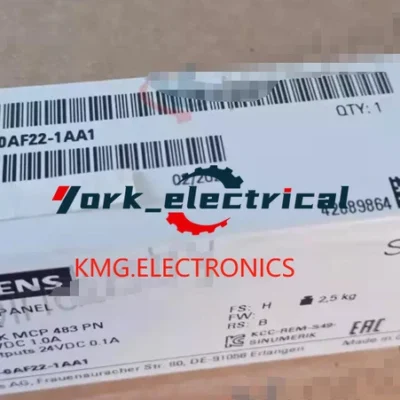 0AF22-1AA1
QTY: 1
02/20
York_electrical
42689864
KMG.ELECTRONICS
ENS
PANEL
K MCP 483 PN
VDC 1.0A
tputs 24VDC 0.1A
-6AF22-1AA1
FS: H
FW:
RS: B
2,5 kg
KCC-REM-S49-
SINUMERIK
EAC
AG, Frauenauracher Str. 80, DE-91056 Erlangen